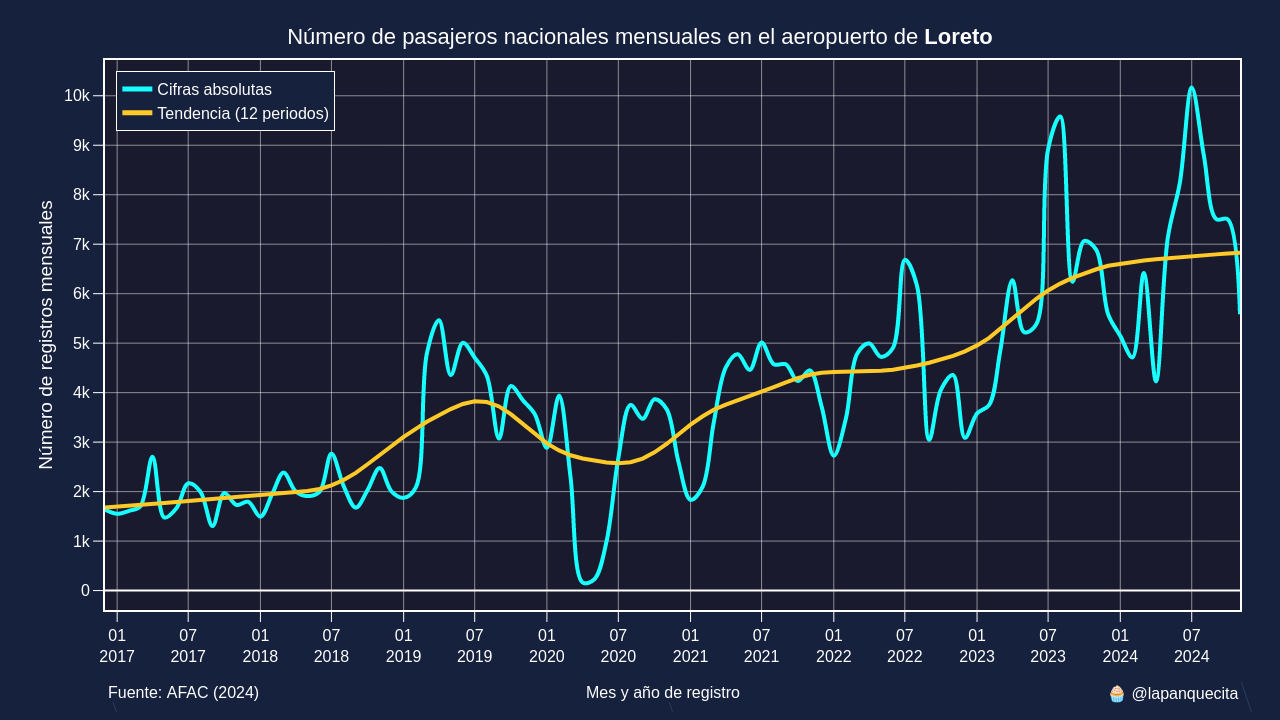 Número de pasajeros nacionales mensuales en el aeropuerto de Loreto
Cifras absolutas
Tendencia (12 periodos)
Número de registros mensuales
10k
9k
8k
7k
6k
5k
4k
3k
2k
1k
0
01 07 01 07 01 07 01 07 01 07 01 07 01 07 01 07
2017 2017 2018 2018 2019 2019 2020 2020 2021 2021 2022 2022 2023 2023 2024 2024
Fuente: AFAC (2024)
Mes y año de registro
🧁 @lapanquecita